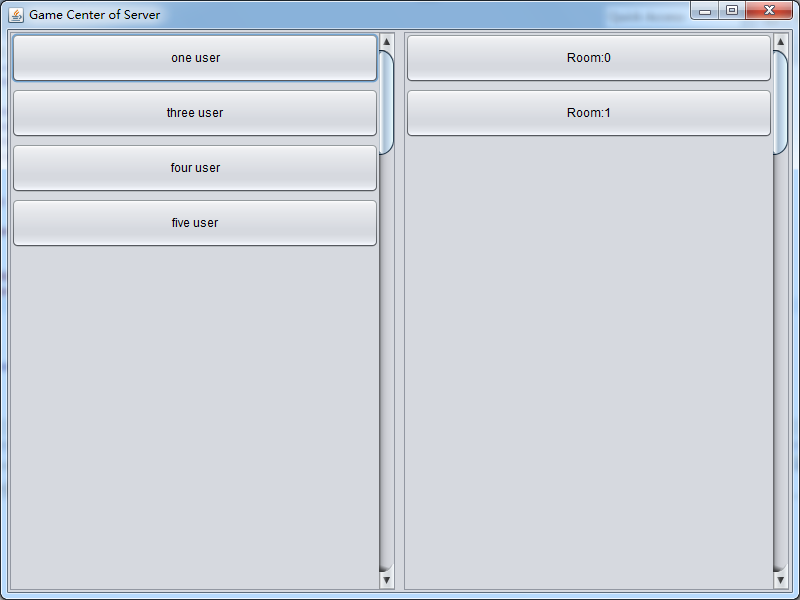 Game Center of Server
one user
three user
four user
five user
Room:0
Room:1